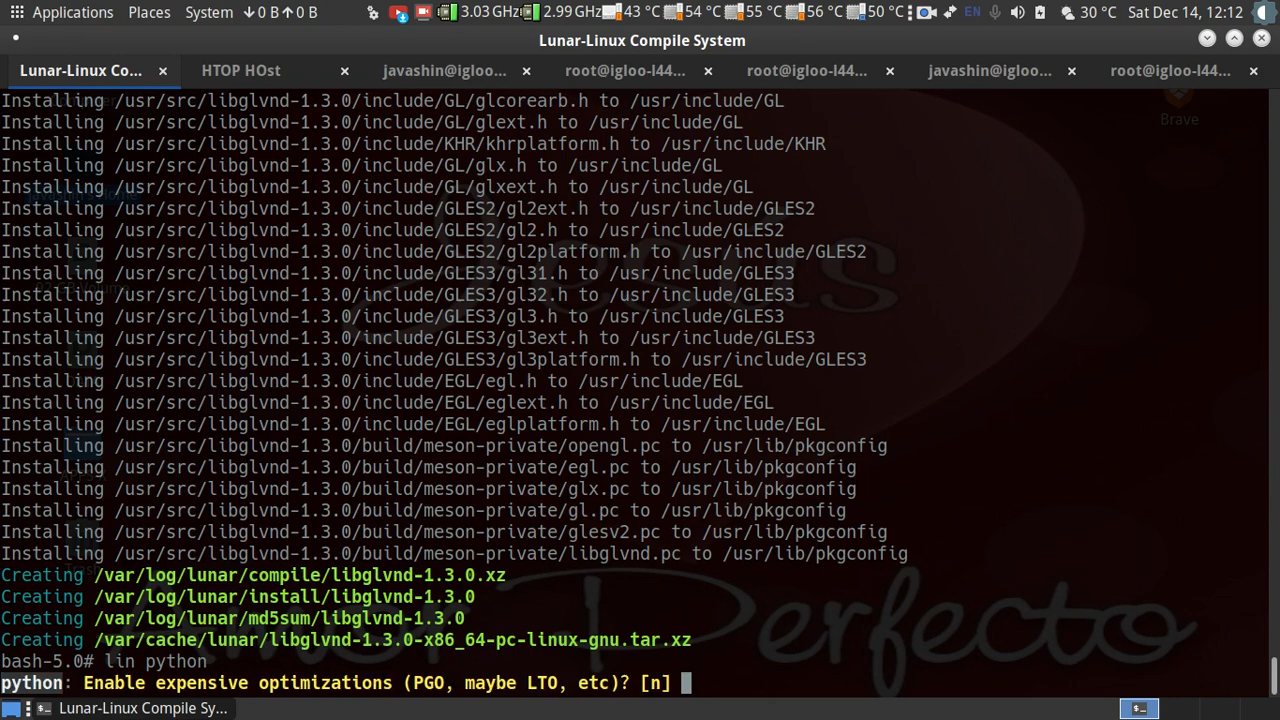 Applications Places System 0 B 0 B 3.03 GHz 2.99 GHz 43 °C 54 °C 55 °C 56 °C 50 °C EN 30 °C Sat Dec 14, 12:12
Lunar-Linux Compile System
Lunar-Linux Co... × HTOP HOst × javashin@igloo... × root@igloo-l44... × root@igloo-l44... × javashin@igloo... × root@igloo-l44... ×
Installing /usr/src/libglvnd-1.3.0/include/GL/glcorearb.h to /usr/include/GL
Installing /usr/src/libglvnd-1.3.0/include/GL/glext.h to /usr/include/GL
Installing /usr/src/libglvnd-1.3.0/include/KHR/khrplatform.h to /usr/include/KHR
Installing /usr/src/libglvnd-1.3.0/include/GL/glx.h to /usr/include/GL
Installing /usr/src/libglvnd-1.3.0/include/GL/glxext.h to /usr/include/GL
Installing /usr/src/libglvnd-1.3.0/include/GLES2/gl2ext.h to /usr/include/GLES2
Installing /usr/src/libglvnd-1.3.0/include/GLES2/gl2.h to /usr/include/GLES2
Installing /usr/src/libglvnd-1.3.0/include/GLES2/gl2platform.h to /usr/include/GLES2
Installing /usr/src/libglvnd-1.3.0/include/GLES3/gl31.h to /usr/include/GLES3
Installing /usr/src/libglvnd-1.3.0/include/GLES3/gl32.h to /usr/include/GLES3
Installing /usr/src/libglvnd-1.3.0/include/GLES3/gl3.h to /usr/include/GLES3
Installing /usr/src/libglvnd-1.3.0/include/GLES3/gl3ext.h to /usr/include/GLES3
Installing /usr/src/libglvnd-1.3.0/include/GLES3/gl3platform.h to /usr/include/GLES3
Installing /usr/src/libglvnd-1.3.0/include/EGL/egl.h to /usr/include/EGL
Installing /usr/src/libglvnd-1.3.0/include/EGL/eglext.h to /usr/include/EGL
Installing /usr/src/libglvnd-1.3.0/include/EGL/eglplatform.h to /usr/include/EGL
Installing /usr/src/libglvnd-1.3.0/build/meson-private/opengl.pc to /usr/lib/pkgconfig
Installing /usr/src/libglvnd-1.3.0/build/meson-private/egl.pc to /usr/lib/pkgconfig
Installing /usr/src/libglvnd-1.3.0/build/meson-private/glx.pc to /usr/lib/pkgconfig
Installing /usr/src/libglvnd-1.3.0/build/meson-private/gl.pc to /usr/lib/pkgconfig
Installing /usr/src/libglvnd-1.3.0/build/meson-private/glesv2.pc to /usr/lib/pkgconfig
Installing /usr/src/libglvnd-1.3.0/build/meson-private/libglvnd.pc to /usr/lib/pkgconfig
Creating /var/log/lunar/compile/libglvnd-1.3.0.xz
Creating /var/log/lunar/install/libglvnd-1.3.0
Creating /var/log/lunar/md5sum/libglvnd-1.3.0
Creating /var/cache/lunar/libglvnd-1.3.0-x86_64-pc-linux-gnu.tar.xz
bash-5.0# lin python
python: Enable expensive optimizations (PGO, maybe LTO, etc)? [n]
Brave
javashin's Home
Jesús
Amor Perfecto
Lunar-Linux Compile Sy...